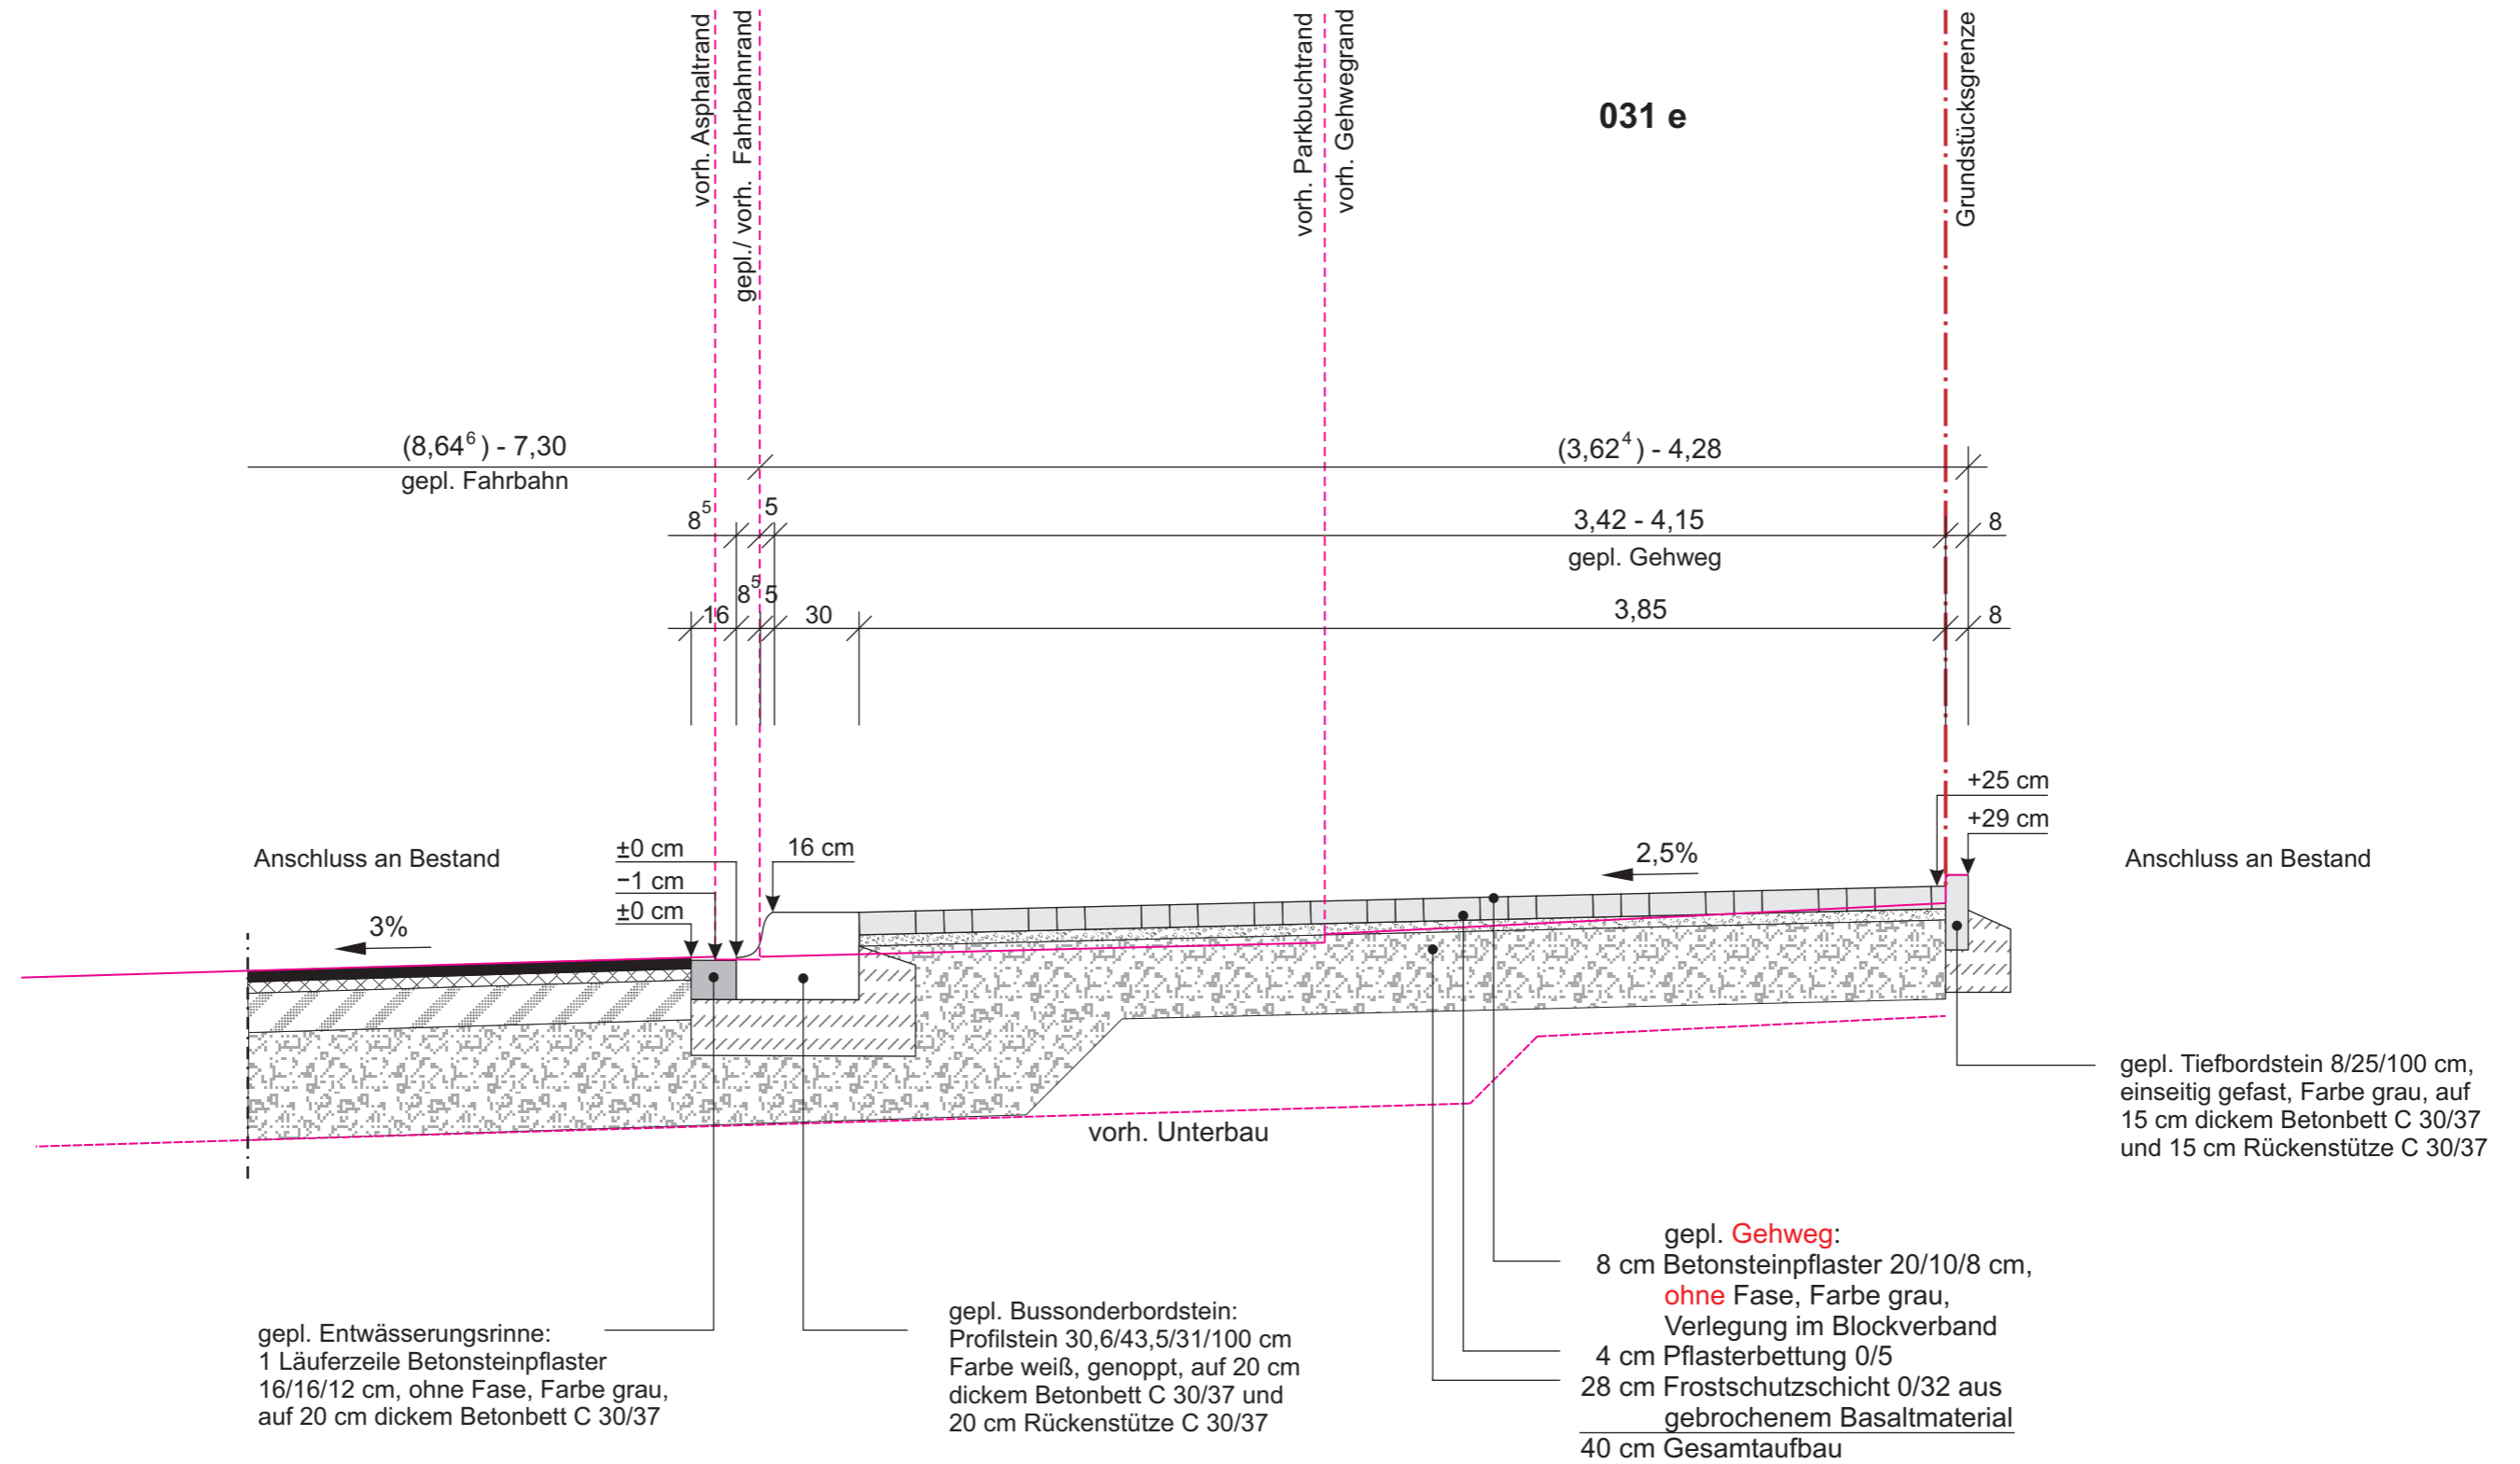 vorh. Asphaltrand
gepl./ vorh. Fahrbahnrand
vorh. Parkbuchtrand
vorh. Gehwegrand
Grundstücksgrenze
031 e
(8,64⁶) - 7,30
gepl. Fahrbahn
(3,62⁴) - 4,28
8⁵
5
3,42 - 4,15
8
gepl. Gehweg
16
8⁵
5
30
3,85
8
+25 cm
+29 cm
Anschluss an Bestand
±0 cm
−1 cm
±0 cm
16 cm
2,5%
Anschluss an Bestand
3%
vorh. Unterbau
gepl. Tiefbordstein 8/25/100 cm,
einseitig gefast, Farbe grau, auf
15 cm dickem Betonbett C 30/37
und 15 cm Rückenstütze C 30/37
gepl. Entwässerungsrinne:
1 Läuferzeile Betonsteinpflaster
16/16/12 cm, ohne Fase, Farbe grau,
auf 20 cm dickem Betonbett C 30/37
gepl. Bussonderbordstein:
Profilstein 30,6/43,5/31/100 cm
Farbe weiß, genoppt, auf 20 cm
dickem Betonbett C 30/37 und
20 cm Rückenstütze C 30/37
gepl. Gehweg:
8 cm Betonsteinpflaster 20/10/8 cm,
ohne Fase, Farbe grau,
Verlegung im Blockverband
4 cm Pflasterbettung 0/5
28 cm Frostschutzschicht 0/32 aus
gebrochenem Basaltmaterial
40 cm Gesamtaufbau